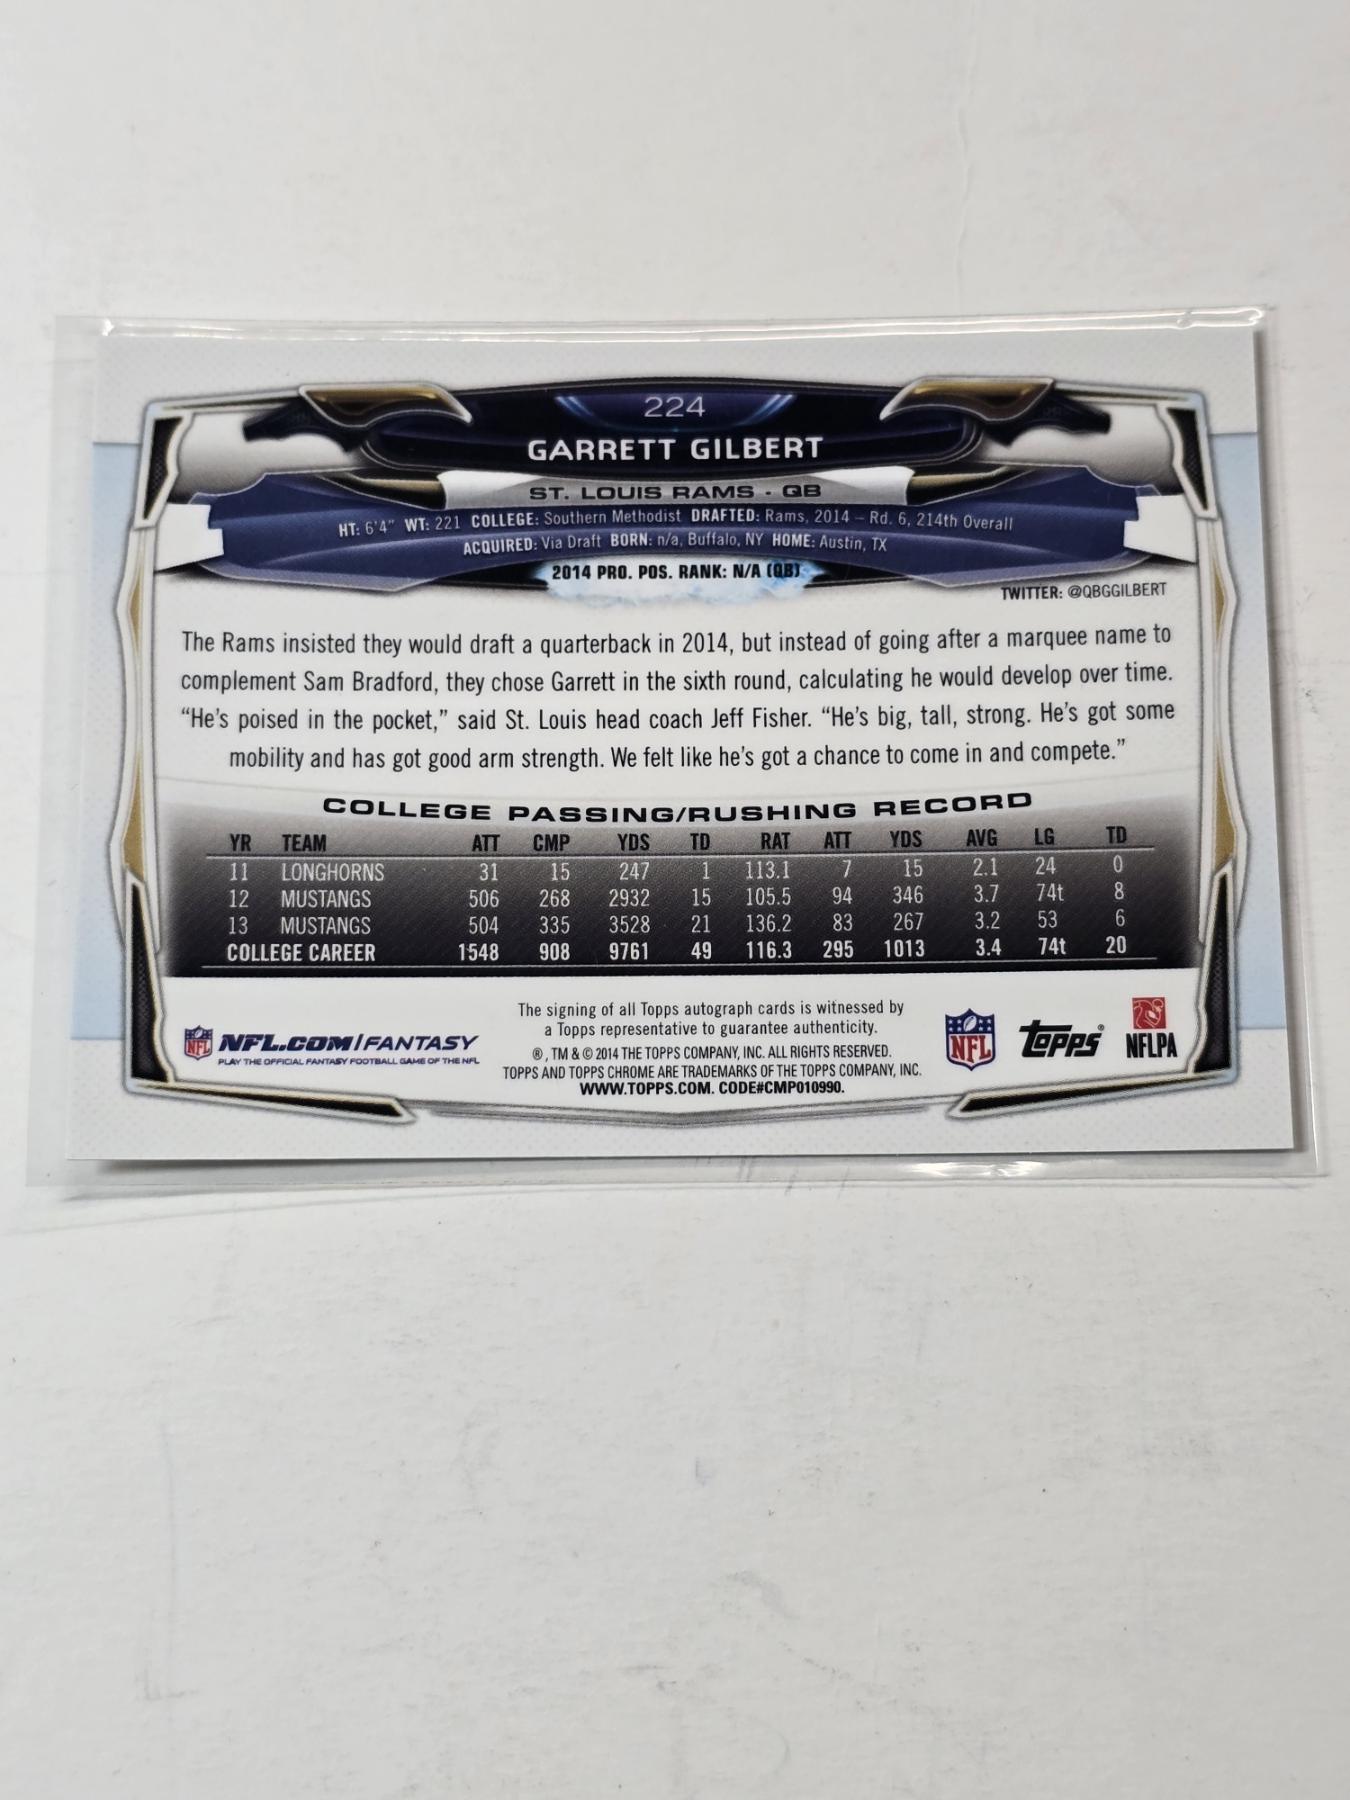 224
GARRETT GILBERT
ST. LOUIS RAMS - QB
HT: 6'4" WT: 221 COLLEGE: Southern Methodist DRAFTED: Rams, 2014 – Rd. 6, 214th Overall
ACQUIRED: Via Draft BORN: n/a, Buffalo, NY HOME: Austin, TX
2014 PRO. POS. RANK: N/A (QB)
TWITTER: @QBGGILBERT
The Rams insisted they would draft a quarterback in 2014, but instead of going after a marquee name to
complement Sam Bradford, they chose Garrett in the sixth round, calculating he would develop over time.
“He’s poised in the pocket,” said St. Louis head coach Jeff Fisher. “He’s big, tall, strong. He’s got some
mobility and has got good arm strength. We felt like he’s got a chance to come in and compete.”
COLLEGE PASSING/RUSHING RECORD
YR TEAM ATT CMP YDS TD RAT ATT YDS AVG LG TD
11 LONGHORNS 31 15 247 1 113.1 7 15 2.1 24 0
12 MUSTANGS 506 268 2932 15 105.5 94 346 3.7 74t 8
13 MUSTANGS 504 335 3528 21 136.2 83 267 3.2 53 6
COLLEGE CAREER 1548 908 9761 49 116.3 295 1013 3.4 74t 20
The signing of all Topps autograph cards is witnessed by
a Topps representative to guarantee authenticity.
®, TM & © 2014 THE TOPPS COMPANY, INC. ALL RIGHTS RESERVED.
TOPPS AND TOPPS CHROME ARE TRADEMARKS OF THE TOPPS COMPANY, INC.
WWW.TOPPS.COM. CODE#CMP010990.
NFL NFL.COM/FANTASY
PLAY THE OFFICIAL FANTASY FOOTBALL GAME OF THE NFL
NFL
Topps®
NFLPA